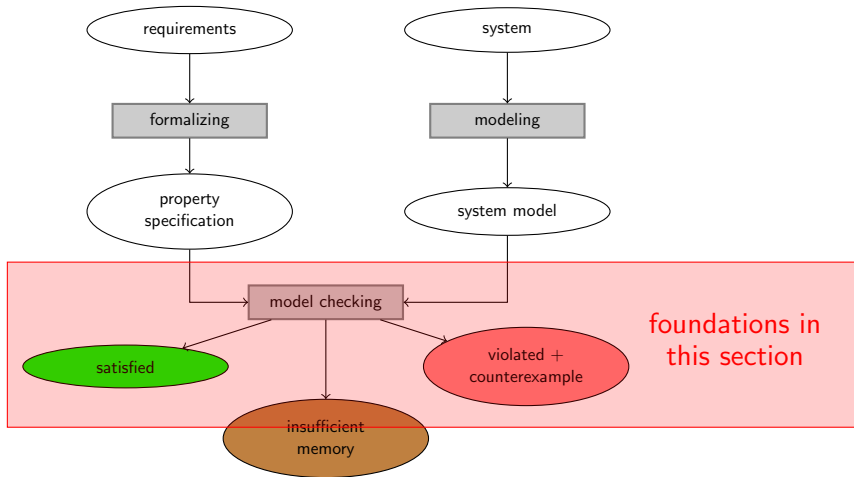 requirements
system
formalizing
modeling
property
specification
system model
model checking
foundations in
this section
satisfied
violated +
counterexample
insufficient
memory